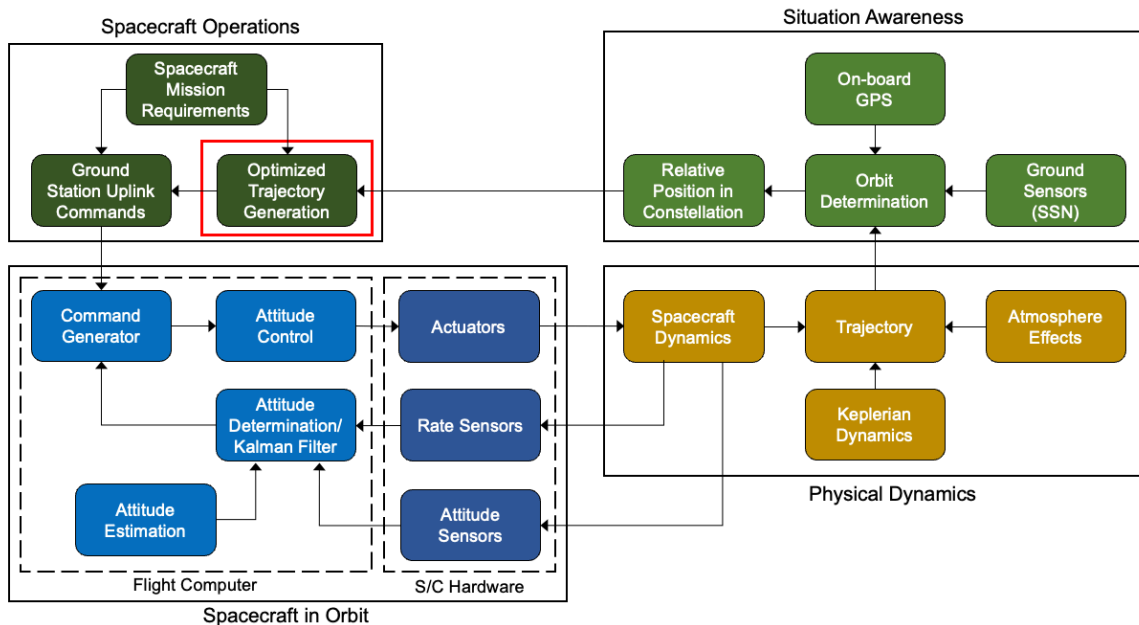 Spacecraft Operations
Spacecraft
Mission
Requirements
Ground
Station Uplink
Commands
Optimized
Trajectory
Generation
Situation Awareness
On-board
GPS
Relative
Position in
Constellation
Orbit
Determination
Ground
Sensors
(SSN)
Command
Generator
Attitude
Control
Actuators
Attitude
Determination/
Kalman Filter
Rate Sensors
Attitude
Estimation
Attitude
Sensors
Flight Computer
S/C Hardware
Spacecraft in Orbit
Spacecraft
Dynamics
Trajectory
Atmosphere
Effects
Keplerian
Dynamics
Physical Dynamics